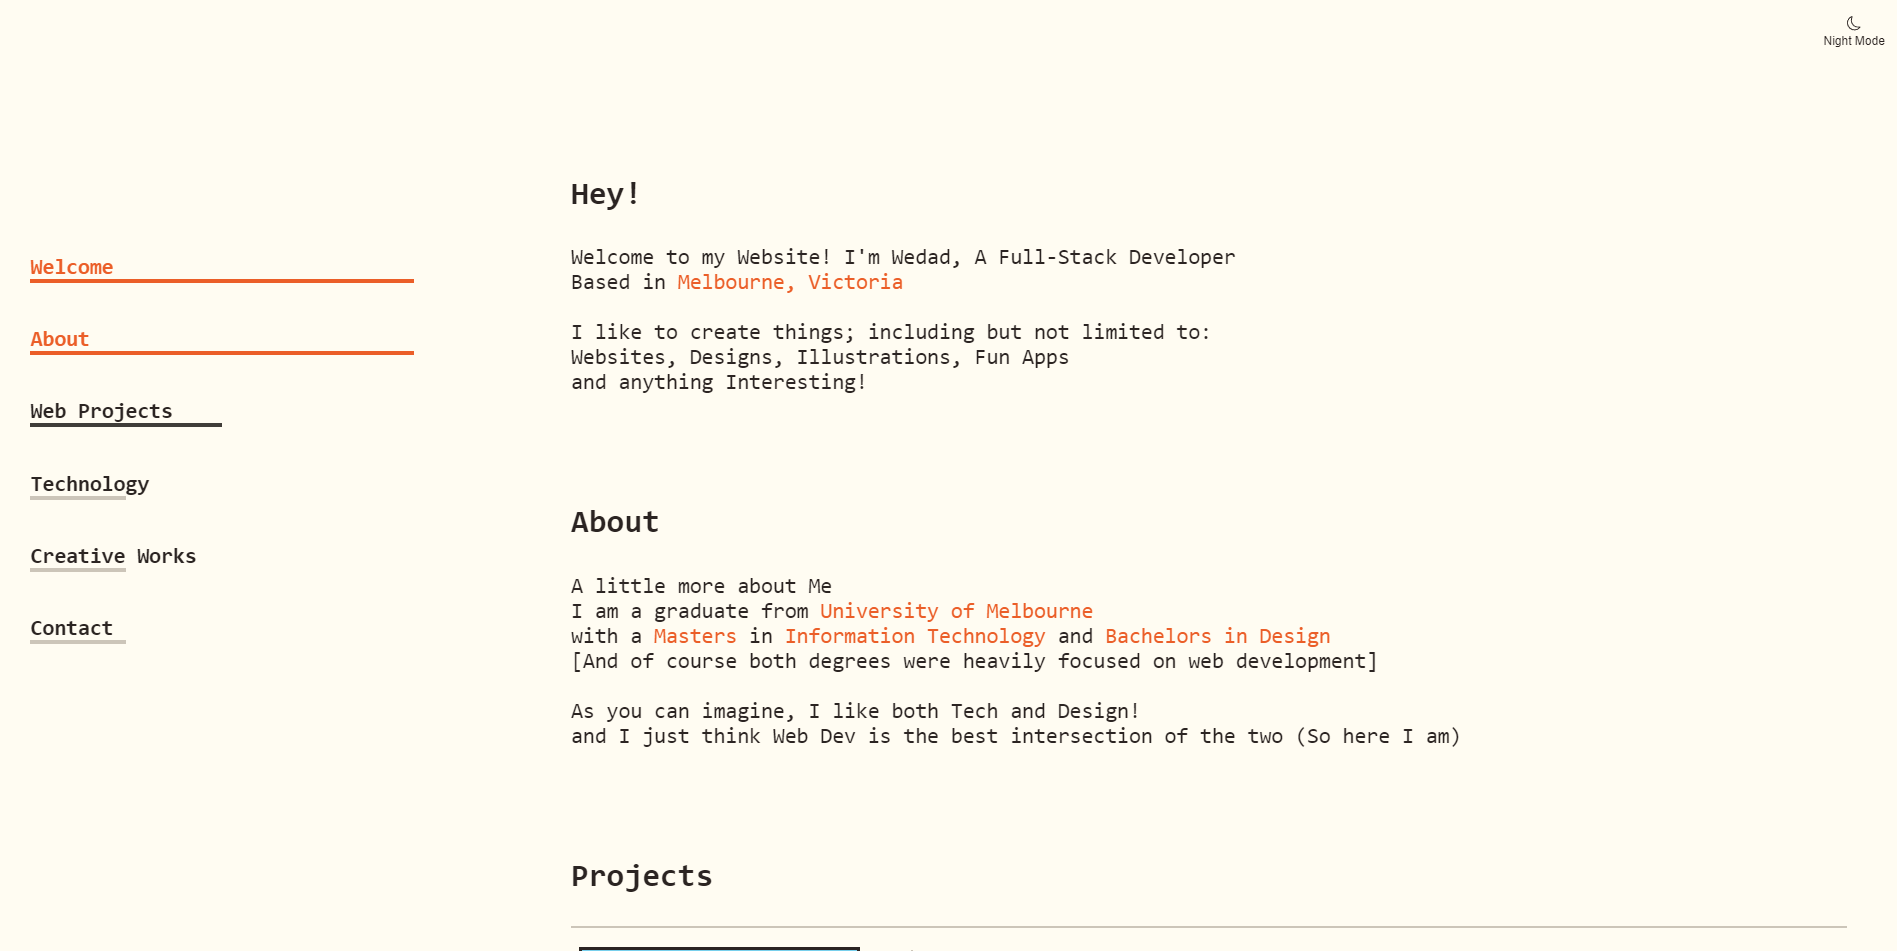 Night Mode
Welcome
About
Web Projects
Technology
Creative Works
Contact
Hey!
Welcome to my Website! I'm Wedad, A Full-Stack Developer
Based in Melbourne, Victoria
I like to create things; including but not limited to:
Websites, Designs, Illustrations, Fun Apps
and anything Interesting!
About
A little more about Me
I am a graduate from University of Melbourne
with a Masters in Information Technology and Bachelors in Design
[And of course both degrees were heavily focused on web development]
As you can imagine, I like both Tech and Design!
and I just think Web Dev is the best intersection of the two (So here I am)
Projects